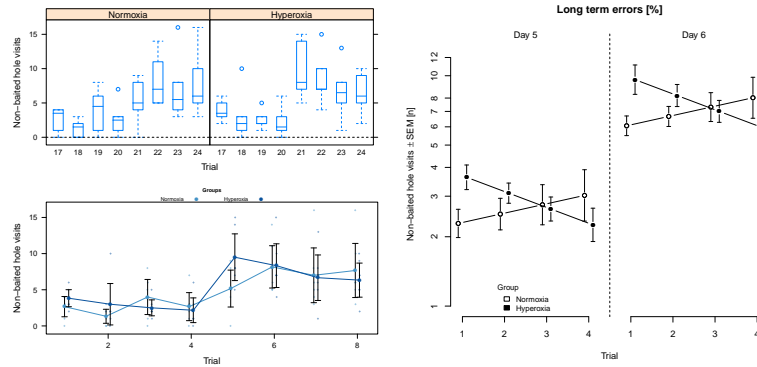 Normoxia
Hyperoxia
Non−baited hole visits
15
10
5
0
17 18 19 20 21 22 23 24
17 18 19 20 21 22 23 24
Trial
Groups
Normoxia
Hyperoxia
Non−baited hole visits
15
10
5
0
2 4 6 8
Trial
Long term errors [%]
Day 5
Day 6
Non−baited hole visits ± SEM [n]
12
10
8
7
6
5
4
3
2
1
Group
Normoxia
Hyperoxia
1 2 3 4
1 2 3 4
Trial